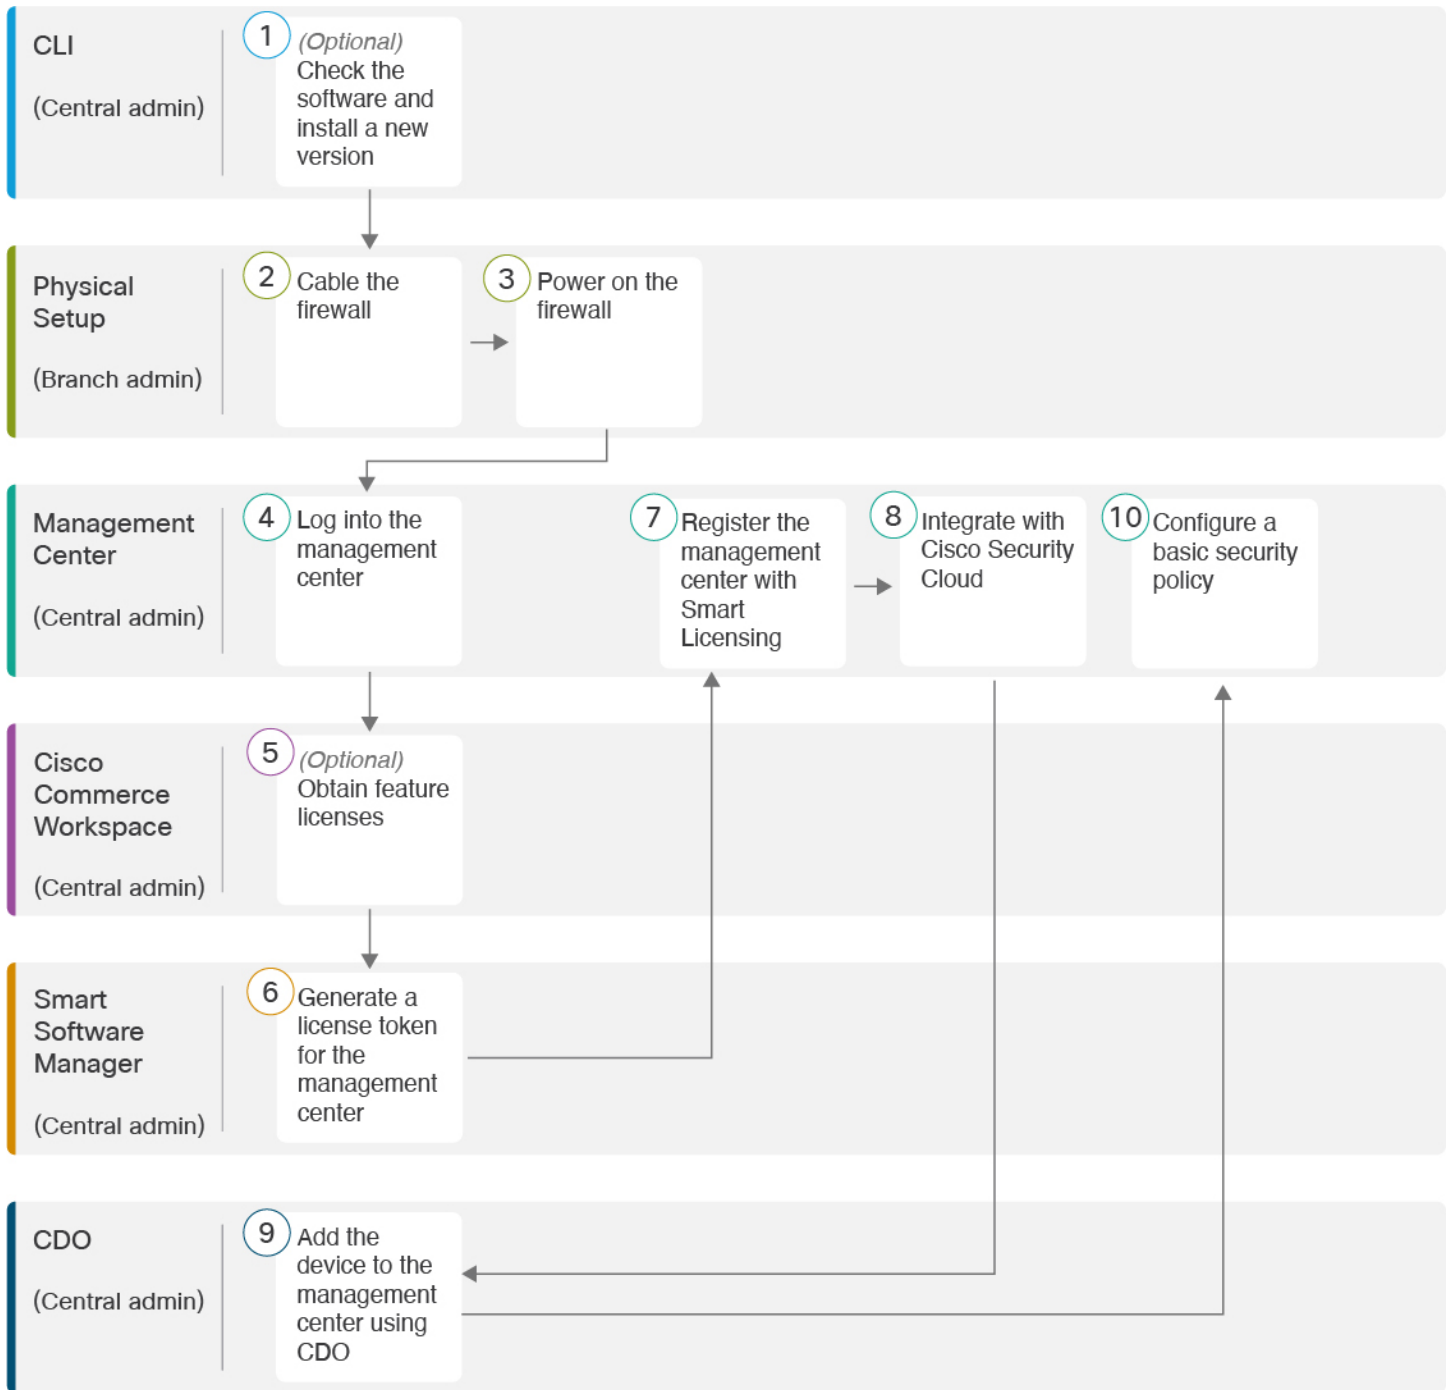 CLI
(Central admin)
1
(Optional)
Check the
software and
install a new
version
Physical
Setup
(Branch admin)
2
Cable the
firewall
3
Power on the
firewall
Management
Center
(Central admin)
4
Log into the
management
center
7
Register the
management
center with
Smart
Licensing
8
Integrate with
Cisco Security
Cloud
10
Configure a
basic security
policy
Cisco
Commerce
Workspace
(Central admin)
5
(Optional)
Obtain feature
licenses
Smart
Software
Manager
(Central admin)
6
Generate a
license token
for the
management
center
CDO
(Central admin)
9
Add the
device to the
management
center using
CDO